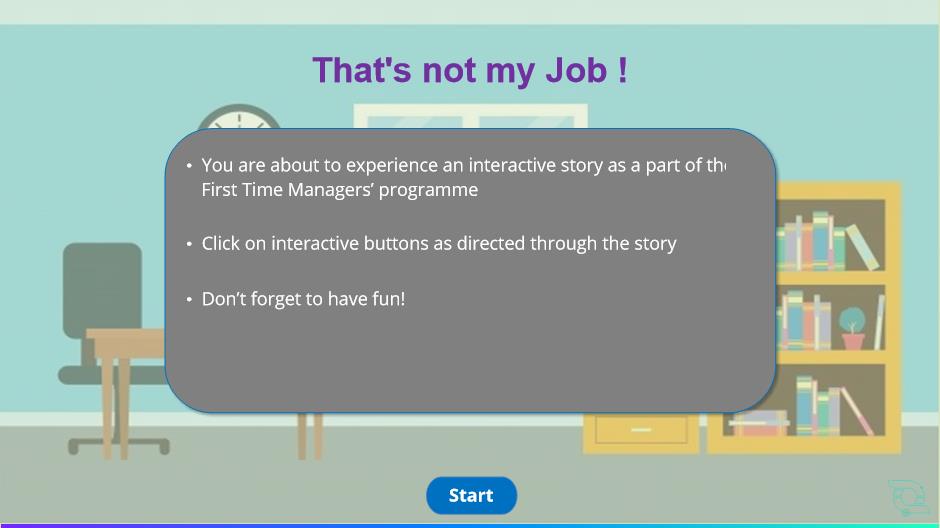 That's not my Job !
• You are about to experience an interactive story as a part of the
First Time Managers' programme
• Click on interactive buttons as directed through the story
• Don't forget to have fun!
Start